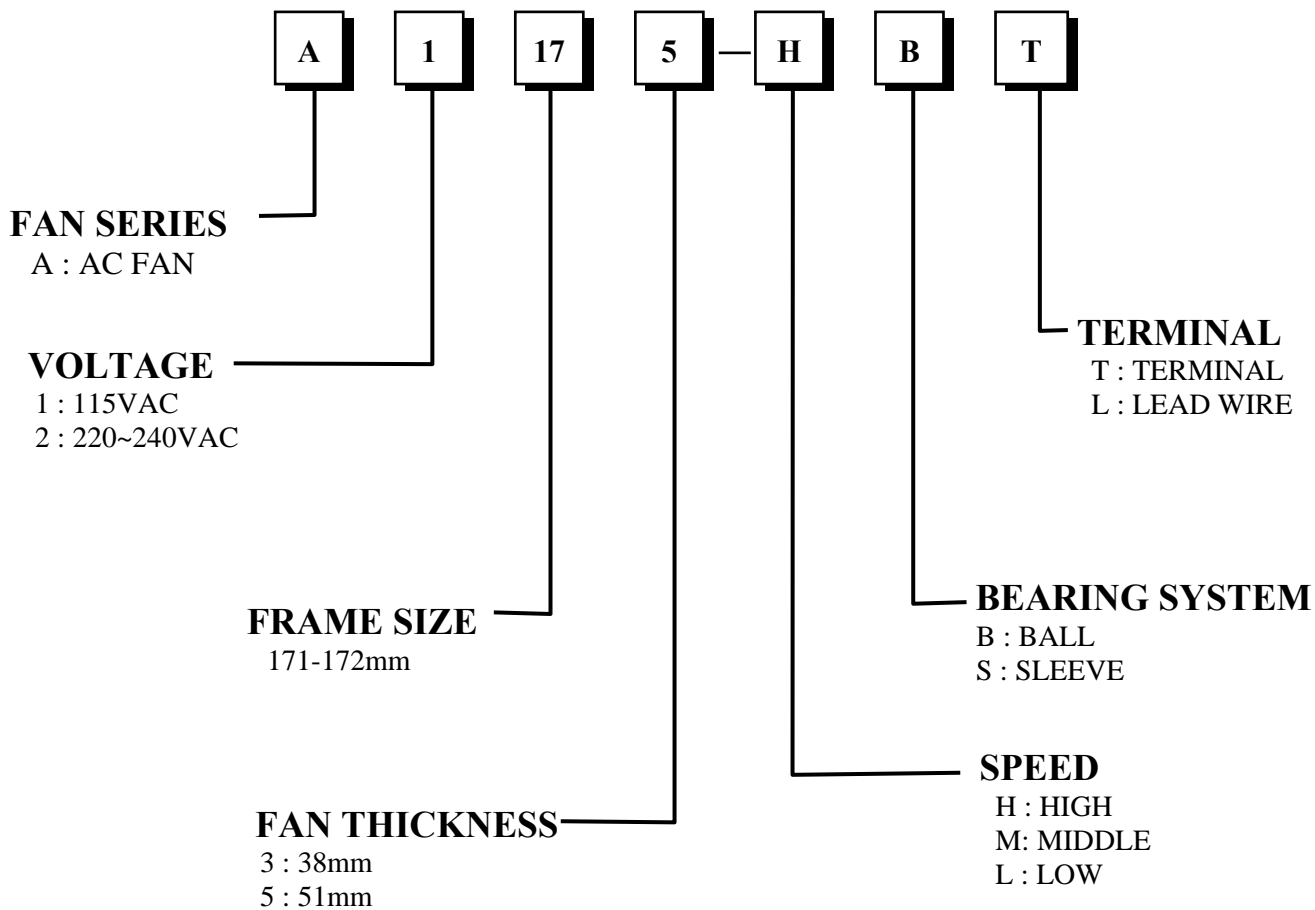 A 1 17 5 — H B T
FAN SERIES
A : AC FAN
VOLTAGE
1 : 115VAC
2 : 220~240VAC
TERMINAL
T : TERMINAL
L : LEAD WIRE
FRAME SIZE
171-172mm
BEARING SYSTEM
B : BALL
S : SLEEVE
FAN THICKNESS
3 : 38mm
5 : 51mm
SPEED
H : HIGH
M: MIDDLE
L : LOW